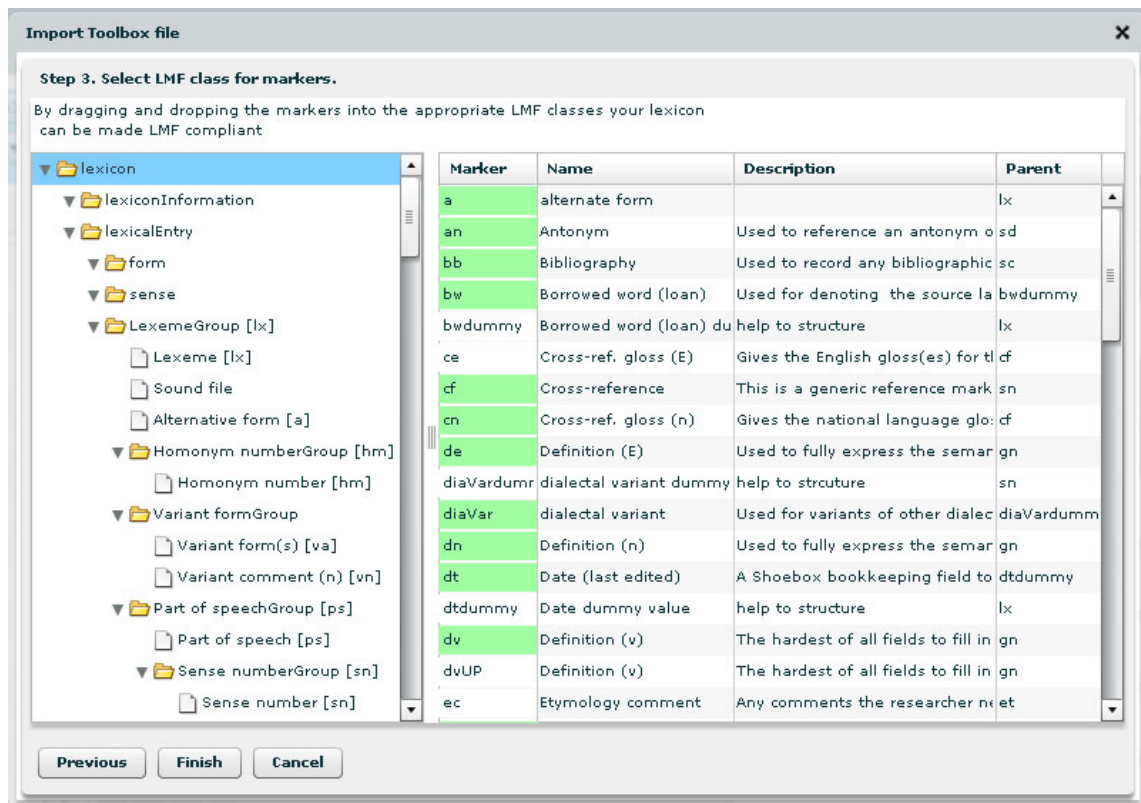 Import Toolbox file
Step 3. Select LMF class for markers.
By dragging and dropping the markers into the appropriate LMF classes your lexicon
can be made LMF compliant
lexicon
lexiconInformation
lexicalEntry
form
sense
LexemeGroup [lx]
Lexeme [lx]
Sound file
Alternative form [a]
Homonym numberGroup [hm]
Homonym number [hm]
Variant formGroup
Variant form(s) [va]
Variant comment (n) [vn]
Part of speechGroup [ps]
Part of speech [ps]
Sense numberGroup [sn]
Sense number [sn]
Marker Name Description Parent
a alternate form lx
an Antonym Used to reference an antonym o sd
bb Bibliography Used to record any bibliographic sc
bw Borrowed word (loan) Used for denoting the source la bwdummy
bwdummy Borrowed word (loan) du help to structure lx
ce Cross-ref. gloss (E) Gives the English gloss(es) for tl cf
cf Cross-reference This is a generic reference mark sn
cn Cross-ref. gloss (n) Gives the national language glo: cf
de Definition (E) Used to fully express the semar gn
diaVardumr dialectal variant dummy help to strcuture sn
diaVar dialectal variant Used for variants of other dialec diaVardumm
dn Definition (n) Used to fully express the semar gn
dt Date (last edited) A Shoebox bookkeeping field to dtdummy
dtdummy Date dummy value help to structure lx
dv Definition (v) The hardest of all fields to fill in gn
dvUP Definition (v) The hardest of all fields to fill in gn
ec Etymology comment Any comments the researcher ne et
Previous Finish Cancel